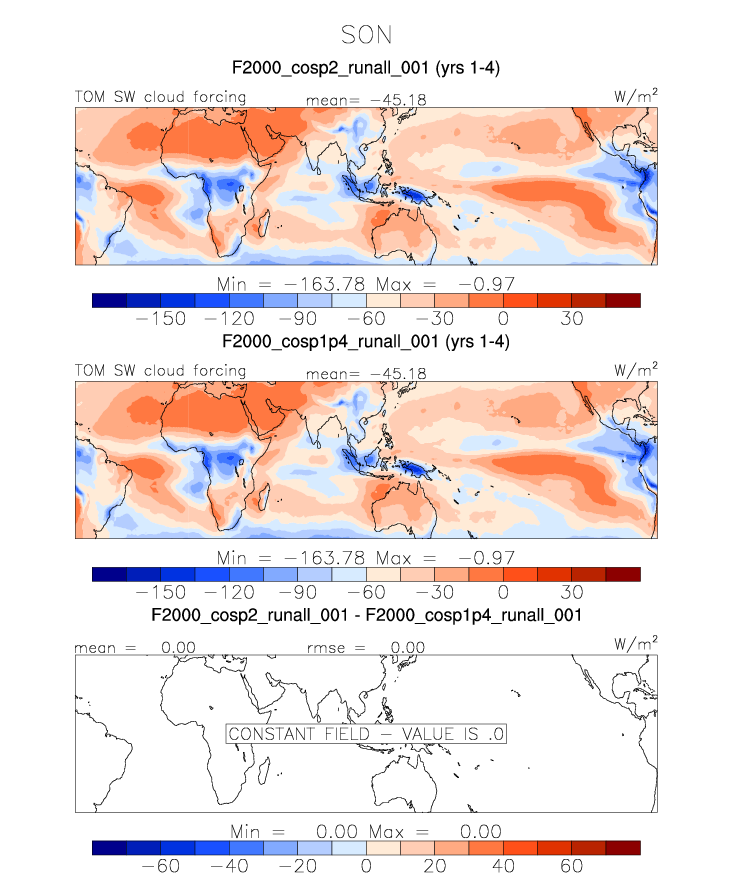 SON
F2000_cosp2_runall_001 (yrs 1-4)
TOM SW cloud forcing mean= −45.18 W/m²
Min = −163.78 Max = −0.97
−150 −120 −90 −60 −30 0 30
F2000_cosp1p4_runall_001 (yrs 1-4)
TOM SW cloud forcing mean= −45.18 W/m²
Min = −163.78 Max = −0.97
−150 −120 −90 −60 −30 0 30
F2000_cosp2_runall_001 - F2000_cosp1p4_runall_001
mean = 0.00 rmse = 0.00 W/m²
CONSTANT FIELD − VALUE IS .0
Min = 0.00 Max = 0.00
−60 −40 −20 0 20 40 60